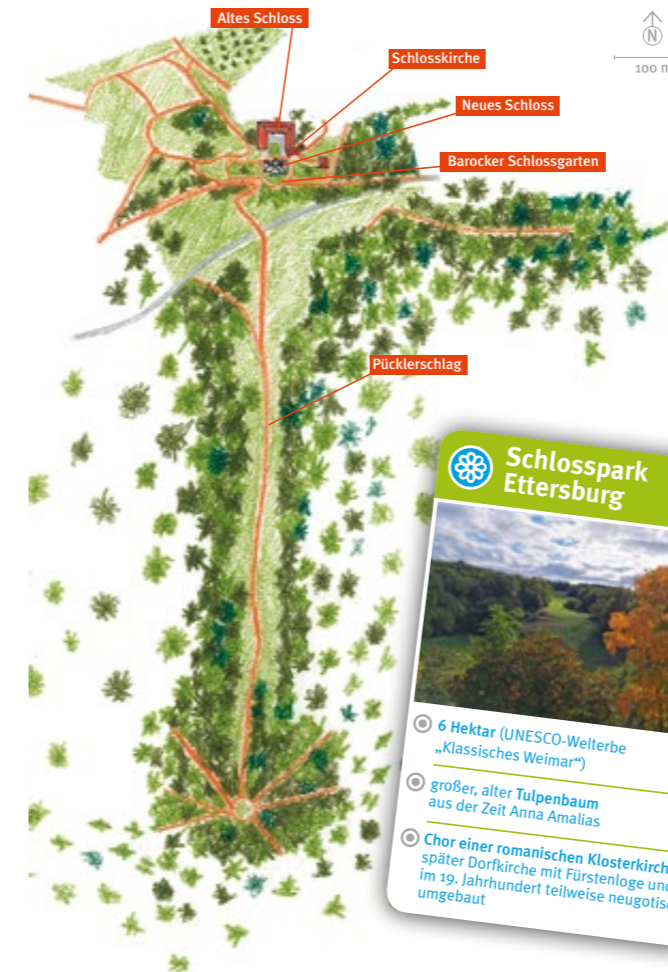 Altes Schloss
N
Schlosskirche
100 m
Neues Schloss
Barocker Schlossgarten
Pücklerschlag
Schlosspark
Ettersburg
6 Hektar (UNESCO-Welterbe
„Klassisches Weimar“)
großer, alter Tulpenbaum
aus der Zeit Anna Amalias
Chor einer romanischen Klosterkirch
später Dorfkirche mit Fürstenloge und
im 19. Jahrhundert teilweise neugotis
umgebaut